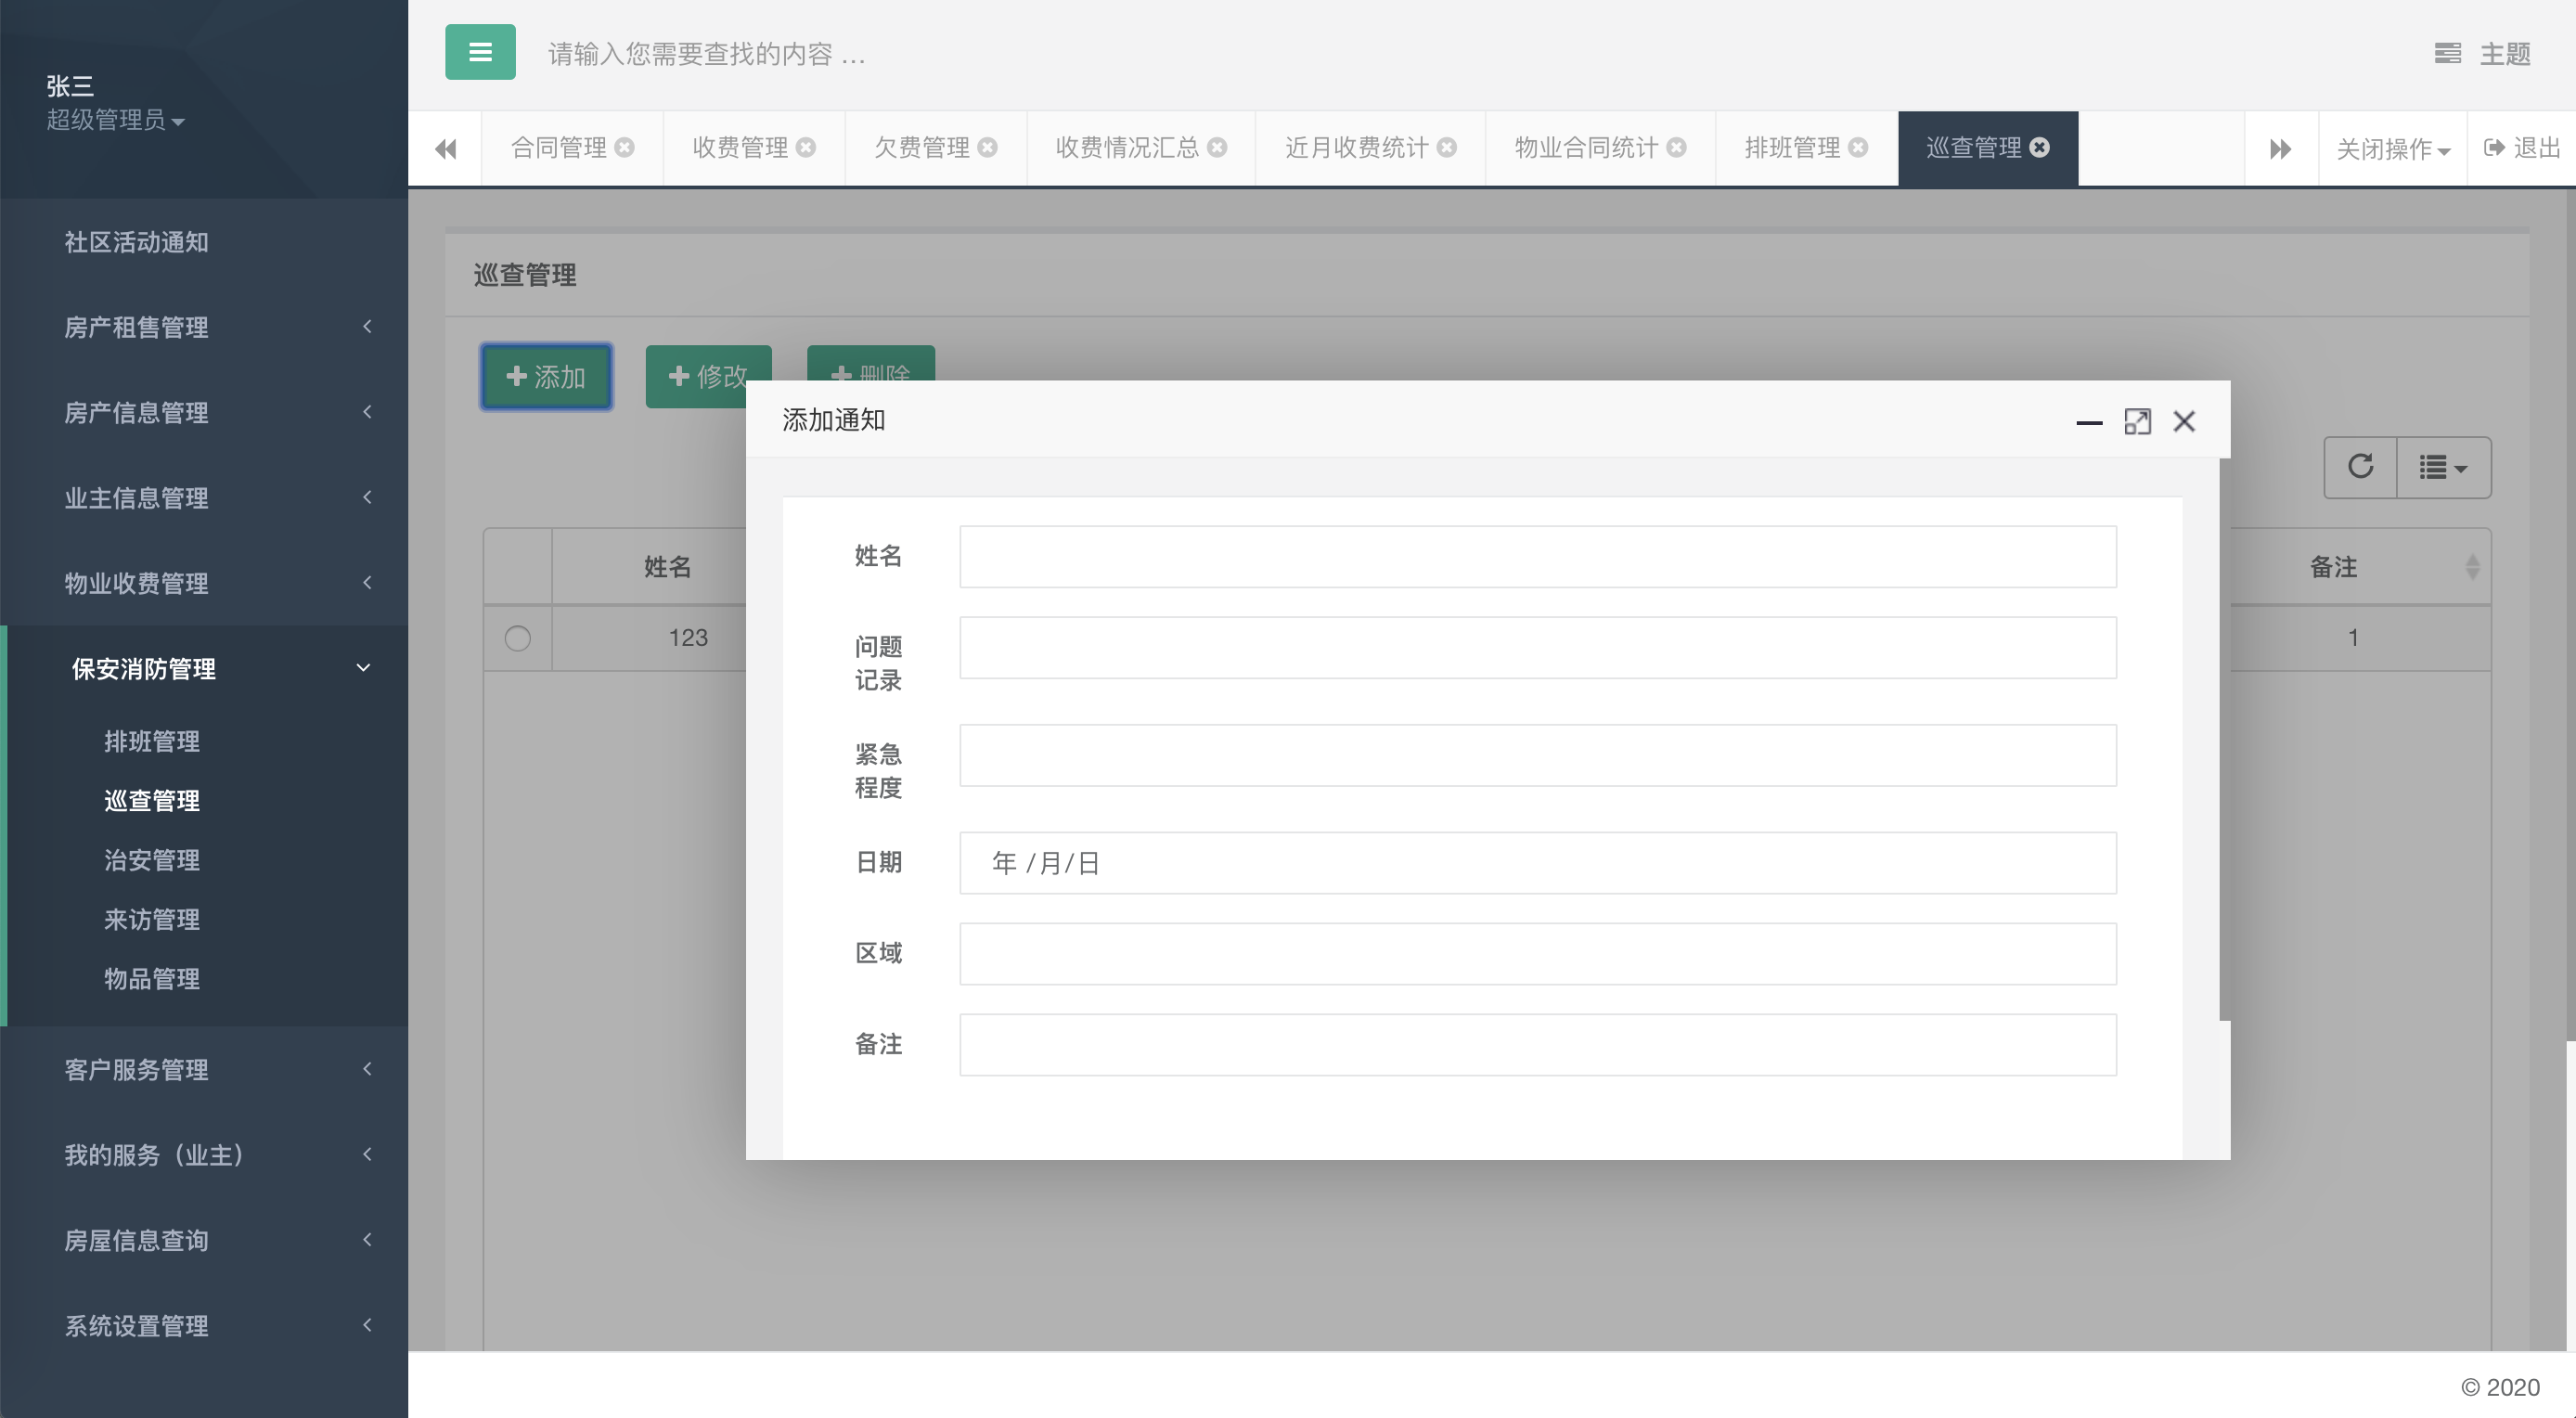 张三
超级管理员
社区活动通知
房产租售管理
房产信息管理
业主信息管理
物业收费管理
保安消防管理
排班管理
巡查管理
治安管理
来访管理
物品管理
客户服务管理
我的服务（业主）
房屋信息查询
系统设置管理
请输入您需要查找的内容 …
主题
合同管理
收费管理
欠费管理
收费情况汇总
近月收费统计
物业合同统计
排班管理
巡查管理
关闭操作
退出
巡查管理
添加
修改
删除
姓名
备注
123
1
添加通知
姓名
问题
记录
紧急
程度
日期
年 /月/日
区域
备注
© 2020